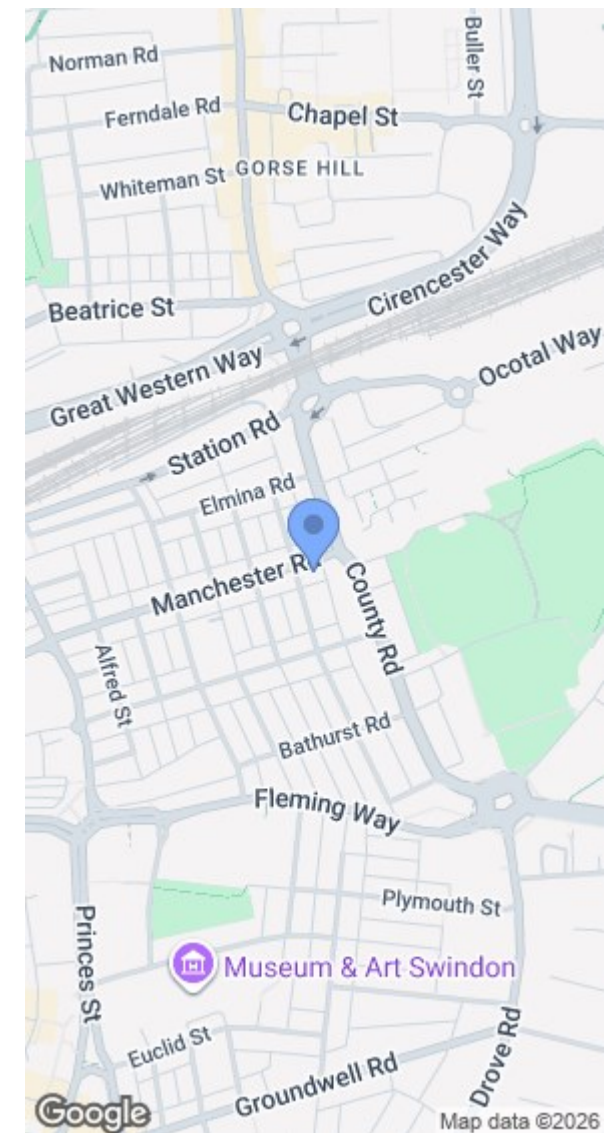 Norman Rd
Buller St
Ferndale Rd
Chapel St
Whiteman St
GORSE HILL
Cirencester Way
Beatrice St
Great Western Way
Ocotal Way
Station Rd
Elmina Rd
Manchester R
County Rd
Alfred St
Bathurst Rd
Fleming Way
Plymouth St
Princes St
Museum & Art Swindon
Euclid St
Drove Rd
Groundwell Rd
Google
Map data ©2026